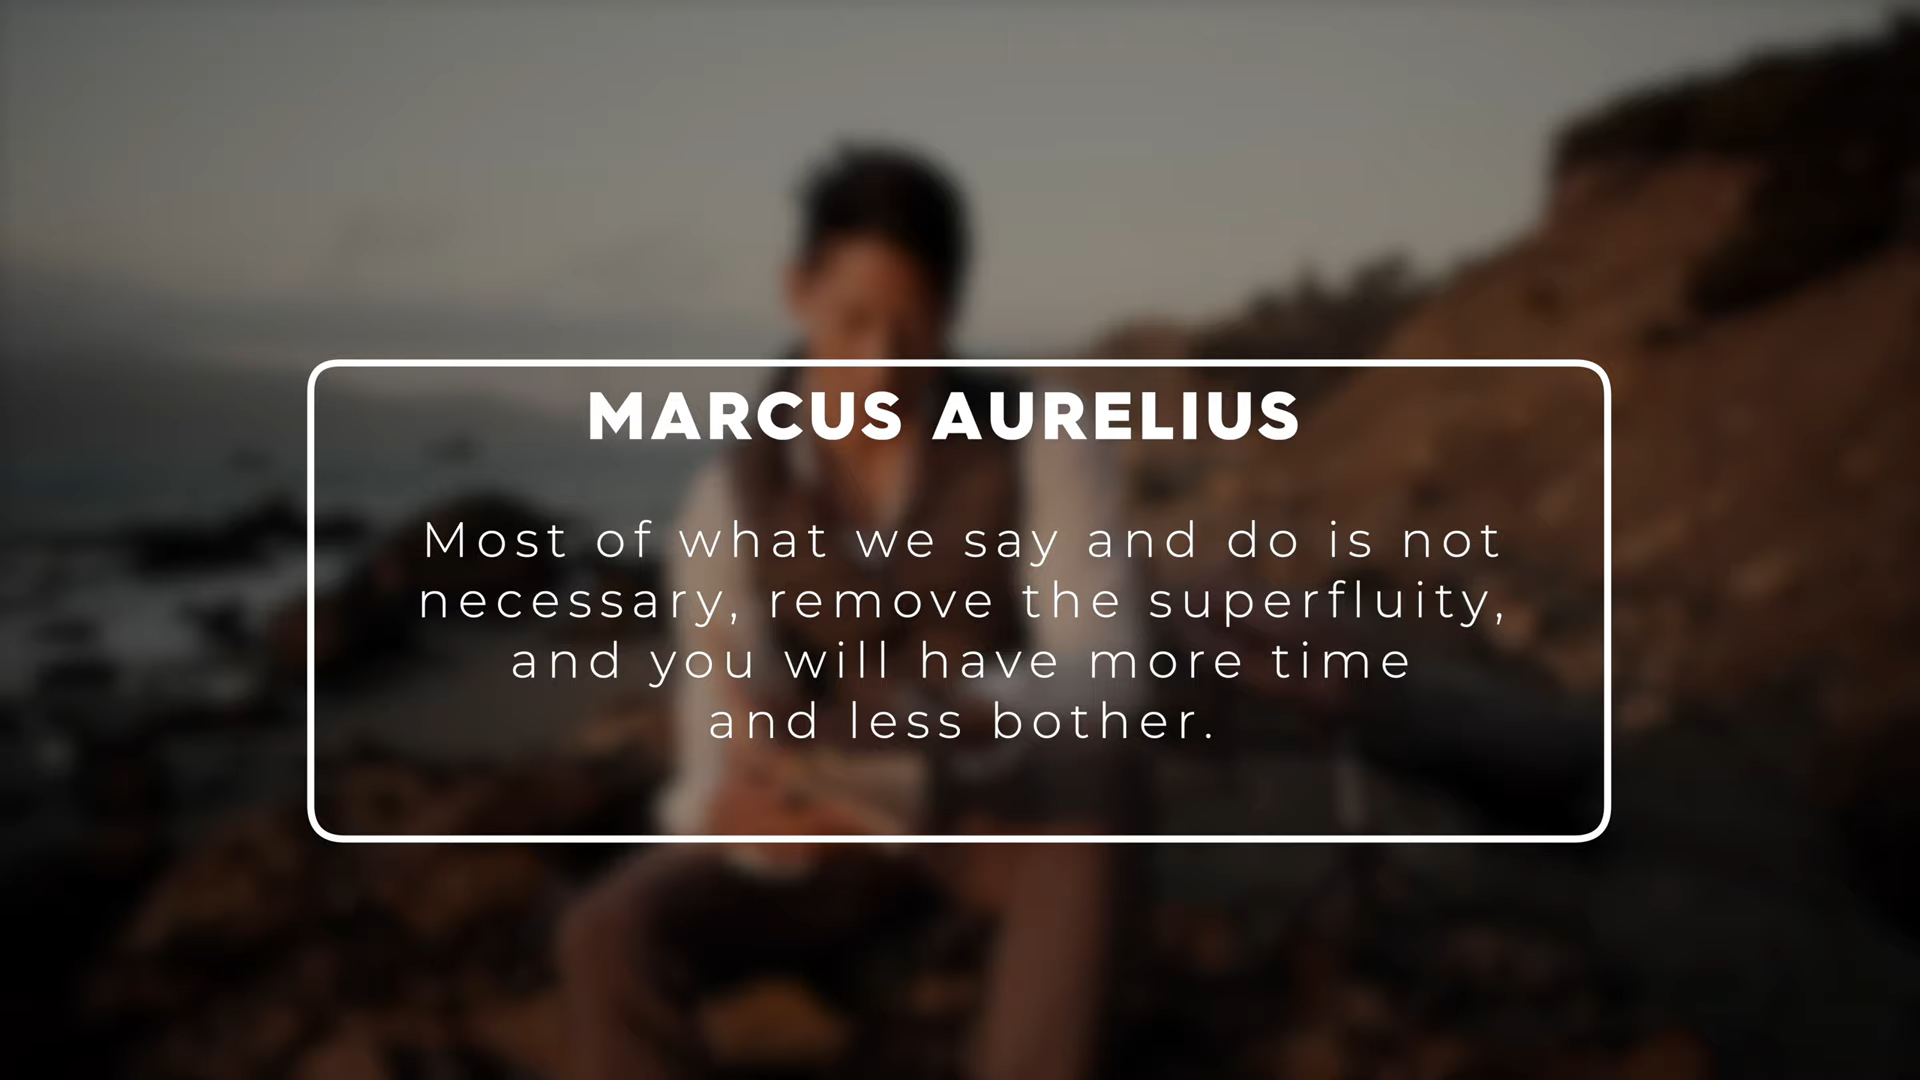 MARCUS AURELIUS
Most of what we say and do is not
necessary, remove the superfluity,
and you will have more time
and less bother.